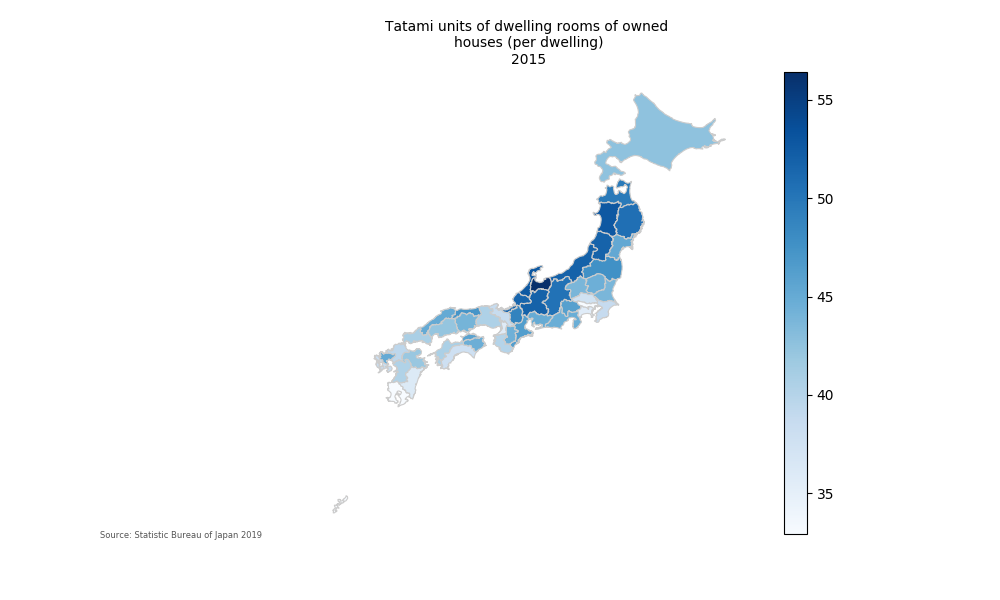 Tatami units of dwelling rooms of owned
houses (per dwelling)
2015
55
50
45
40
35
Source: Statistic Bureau of Japan 2019